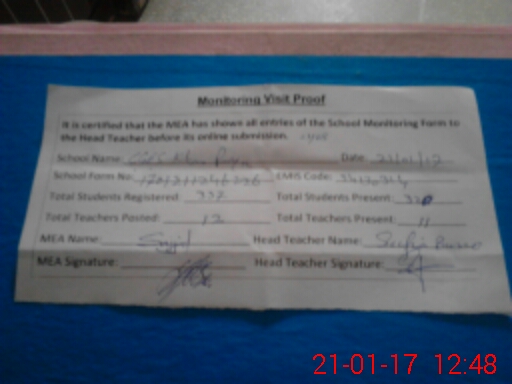 Monitoring Visit Proof
It is certified that the MEA has shown all entries of the School Monitoring Form to
the Head Teacher before its online submission.
School Name: Date: 21/01/17
School Form No: EMIS Code:
Total Students Registered: 337 Total Students Present:
Total Teachers Posted: 12 Total Teachers Present: 11
MEA Name: Sajjid Head Teacher Name:
MEA Signature: Head Teacher Signature:
21-01-17 12:48